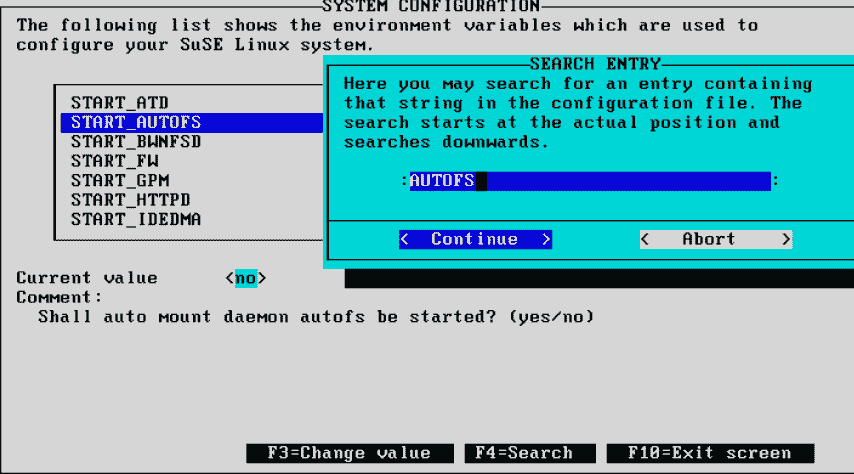 SYSTEM CONFIGURATION
The following list shows the environment variables which are used to
configure your SuSE Linux system.
SEARCH ENTRY
Here you may search for an entry containing
that string in the configuration file. The
search starts at the actual position and
searches downwards.
:AUTOFS :
< Continue > < Abort >
START_ATD
START_AUTOFS
START_BWNFSD
START_FW
START_GPM
START_HTTPD
START_IDEDMA
Current value <no>
Comment:
Shall auto mount daemon autofs be started? (yes/no)
F3=Change value F4=Search F10=Exit screen